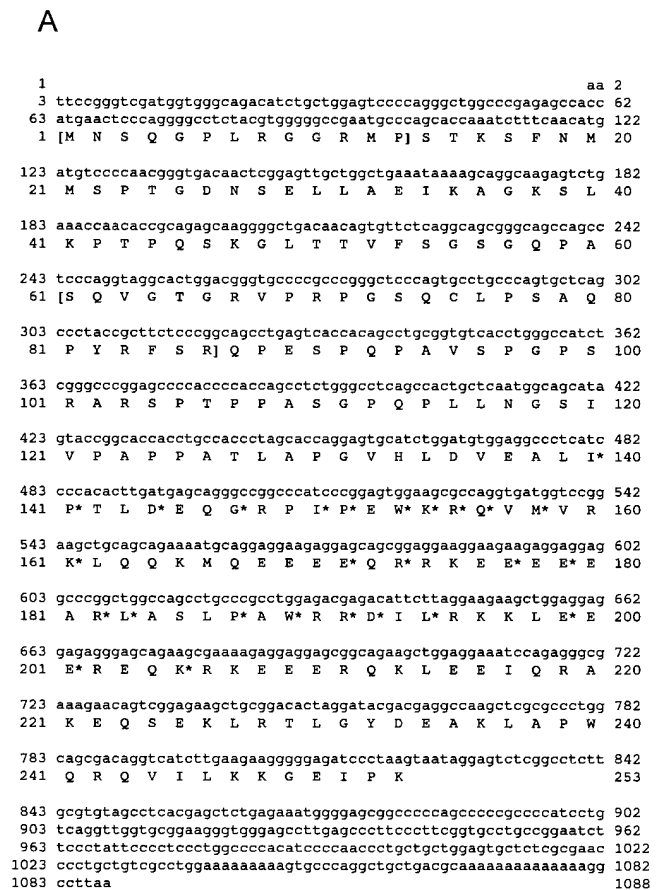 A
1 aa 2
3 ttccgggtcgatggtgggcagacatctgctggagtccccagggctggcccgagagccacc 62
63 atgaactcccaggggcctctacgtgggggccgaatgcccagcaccaaatctttcaacatg 122
1 [M N S Q G P L R G G R M P] S T K S F N M 20
123 atgtccccaacgggtgacaactcggagttgctggctgaaataaaagcaggcaagagtctg 182
21 M S P T G D N S E L L A E I K A G K S L 40
183 aaaccaacaccgcagagcaaggggctgacaacagtgttctcaggcagcgggcagccagcc 242
41 K P T P Q S K G L T T V F S G S G Q P A 60
243 tcccaggtaggcactggacgggtgccccgcccgggctcccagtgcctgcccagtgctcag 302
61 [S Q V G T G R V P R P G S Q C L P S A Q 80
303 ccctaccgcttctcccggcagcctgagtcaccacagcctgcggtgtcacctgggccatct 362
81 P Y R F S R] Q P E S P Q P A V S P G P S 100
363 cgggcccggagccccaccccaccagcctctgggcctcagccactgctcaatggcagcata 422
101 R A R S P T P P A S G P Q P L L N G S I 120
423 gtaccggcaccacctgccaccctagcaccaggagtgcatctggatgtggaggccctcatc 482
121 V P A P P A T L A P G V H L D V E A L I* 140
483 cccacacttgatgagcagggccggcccatcccggagtggaagcgccaggtgatggtccgg 542
141 P* T L D* E Q G* R P I* P* E W* K* R* Q* V M* V R 160
543 aagctgcagcagaaaatgcaggaggaagaggagcagcggaggaaggaagaagaggaggag 602
161 K* L Q Q K M Q E E E E* Q R* R K E E* E E* E 180
603 gcccggctggccagcctgcccgcctggagacgagacattcttaggaagaagctggaggag 662
181 A R* L* A S L P* A W* R R* D* I L* R K K L E* E 200
663 gagagggagcagaagcgaaaagaggaggagcggcagaagctggaggaaatccagagggcg 722
201 E* R E Q K* R K E E E R Q K L E E I Q R A 220
723 aaagaacagtcggagaagctgcggacactaggatacgacgaggccaagctcgcgccctgg 782
221 K E Q S E K L R T L G Y D E A K L A P W 240
783 cagcgacaggtcatcttgaagaagggggagatccctaagtaataggagtctcggcctctt 842
241 Q R Q V I L K K G E I P K 253
843 gcgtgtagcctcacgagctctgagaaatggggagcggcccccagcccccgccccatcctg 902
903 tcaggttggtgcggaagggtgggagccttgagcccttcccttcggtgcctgccggaatct 962
963 tccctattcccctccctggccccacatccccaaccctgctgctggagtgctctcgcgaac 1022
1023 ccctgctgtcgcctggaaaaaaaaagtgcccaggctgctgacgcaaaaaaaaaaaaaagg 1082
1083 ccttaa 1088